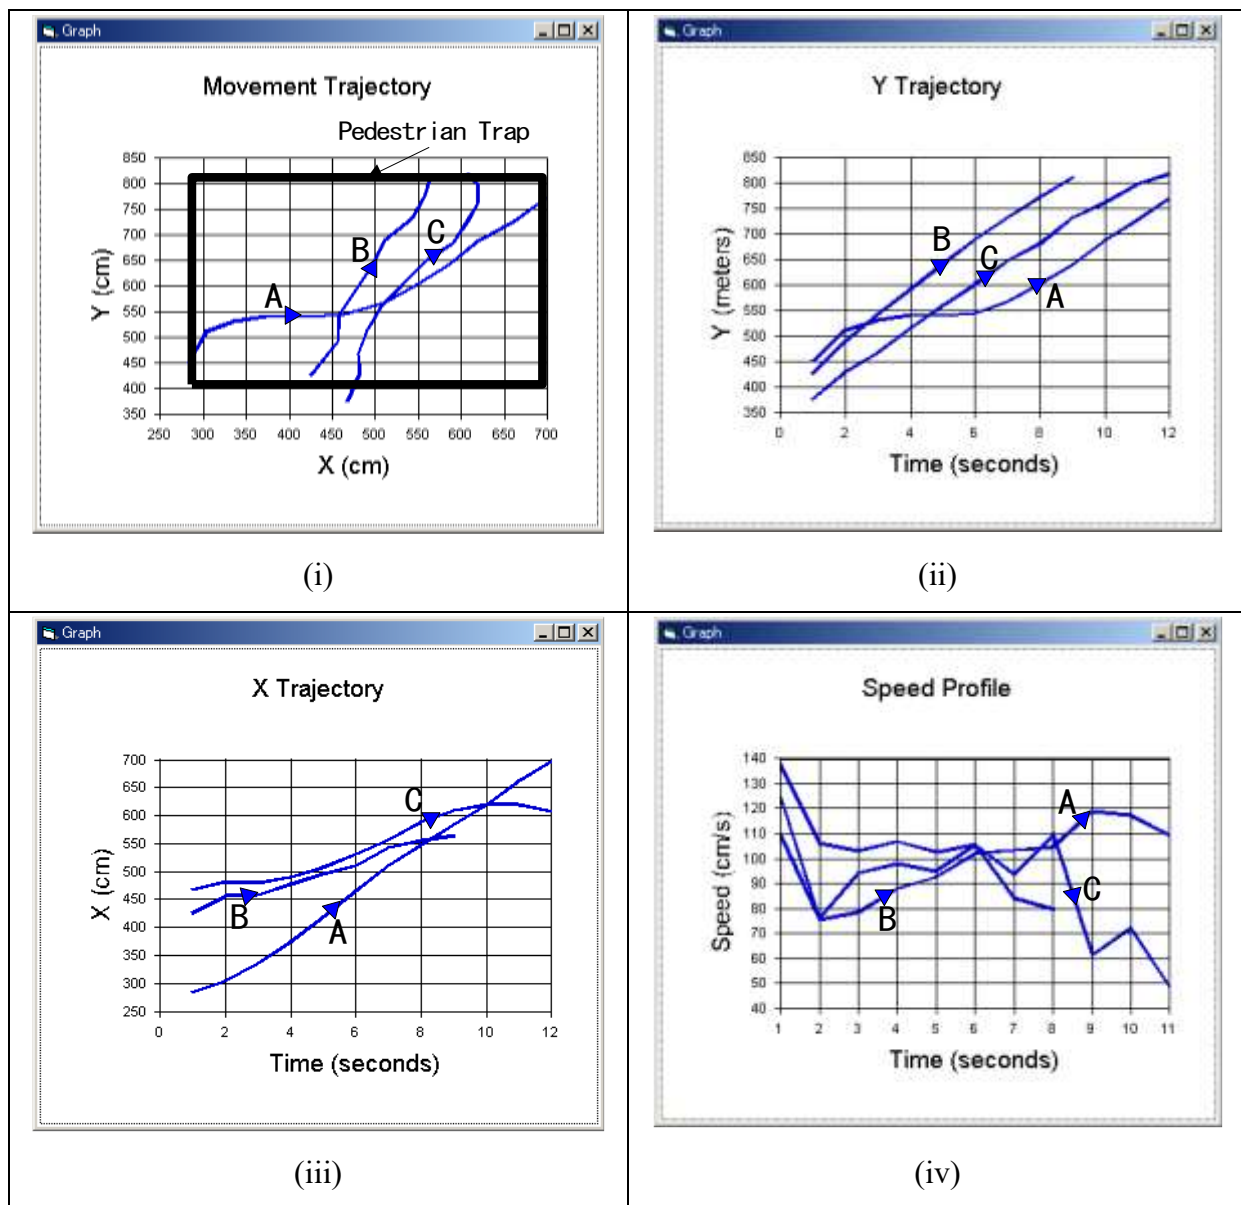 Graph
Movement Trajectory
Pedestrian Trap
850
800
750
700
650
600
550
500
450
400
350
Y (cm)
A
B
C
250 300 350 400 450 500 550 600 650 700
X (cm)
(i)
Graph
Y Trajectory
850
800
750
700
650
600
550
500
450
400
350
Y (meters)
B
C
A
0 2 4 6 8 10 12
Time (seconds)
(ii)
Graph
X Trajectory
700
650
600
550
500
450
400
350
300
250
X (cm)
C
B
A
0 2 4 6 8 10 12
Time (seconds)
(iii)
Graph
Speed Profile
140
130
120
110
100
90
80
70
60
50
40
Speed (cm/s)
A
C
B
1 2 3 4 5 6 7 8 9 10 11
Time (seconds)
(iv)